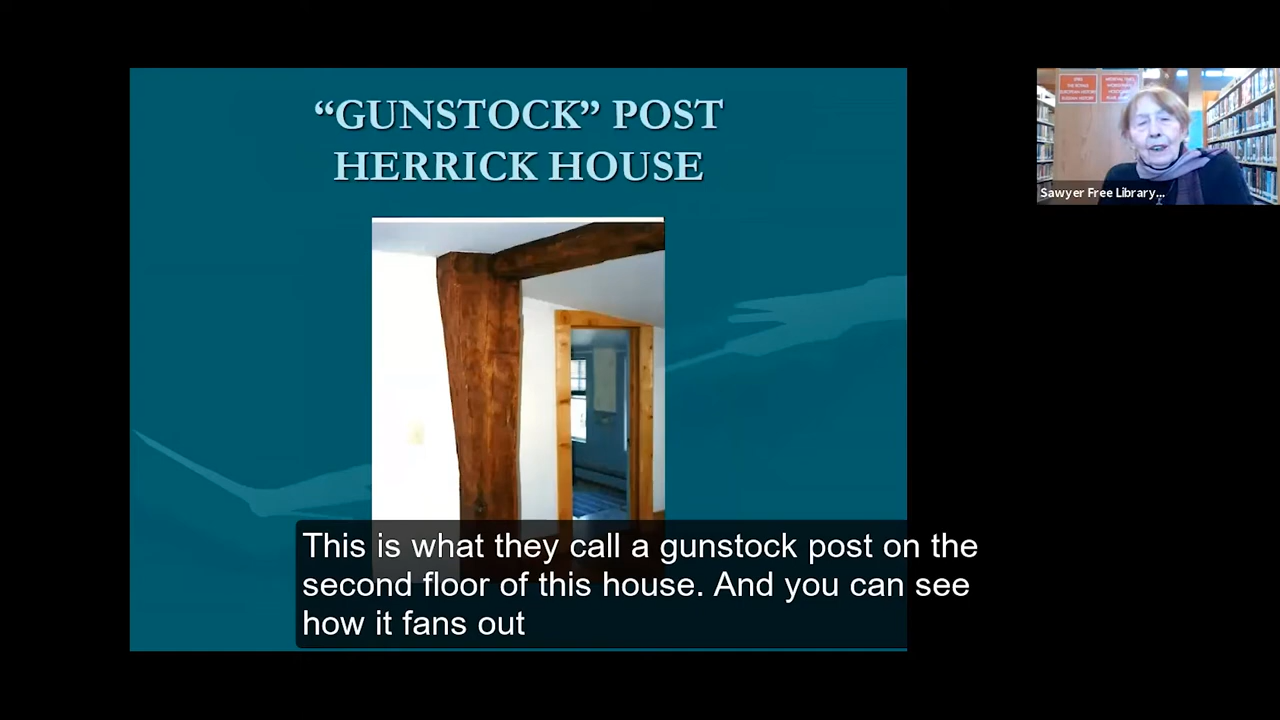 “GUNSTOCK” POST
HERRICK HOUSE
Sawyer Free Library...
This is what they call a gunstock post on the
second floor of this house. And you can see
how it fans out